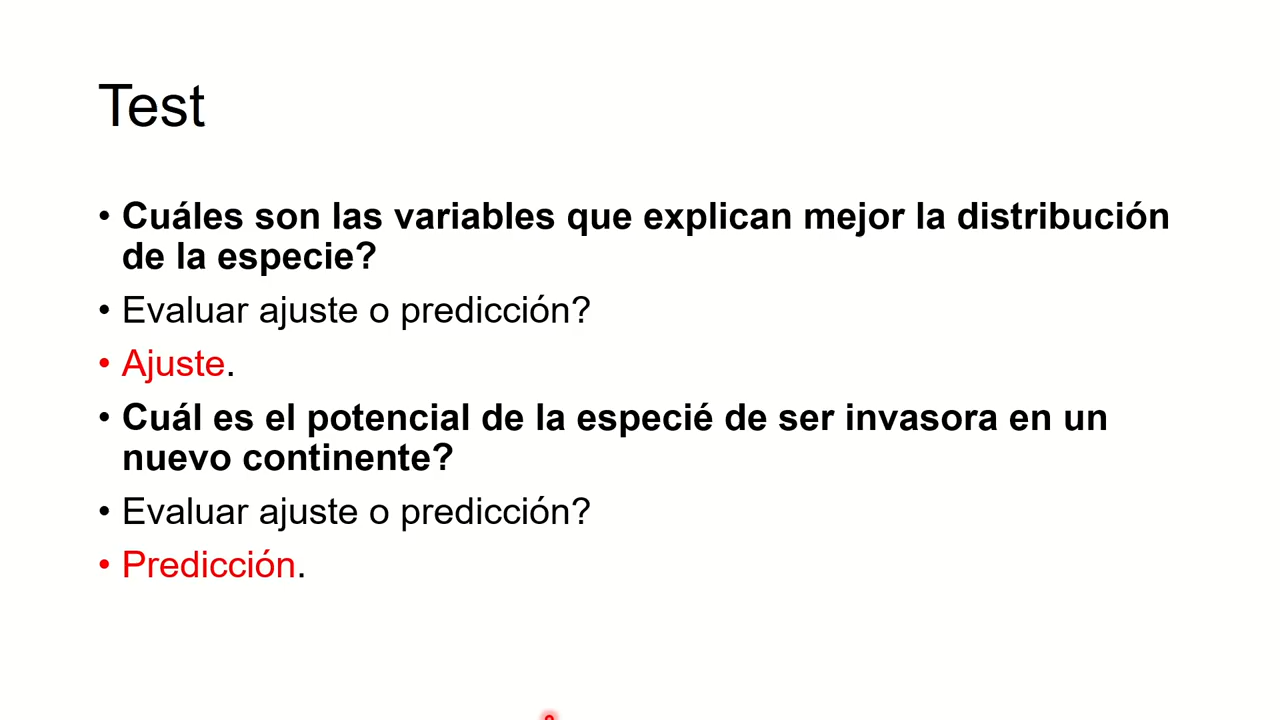 Test
• Cuáles son las variables que explican mejor la distribución
de la especie?
• Evaluar ajuste o predicción?
• Ajuste.
• Cuál es el potencial de la especié de ser invasora en un
nuevo continente?
• Evaluar ajuste o predicción?
• Predicción.